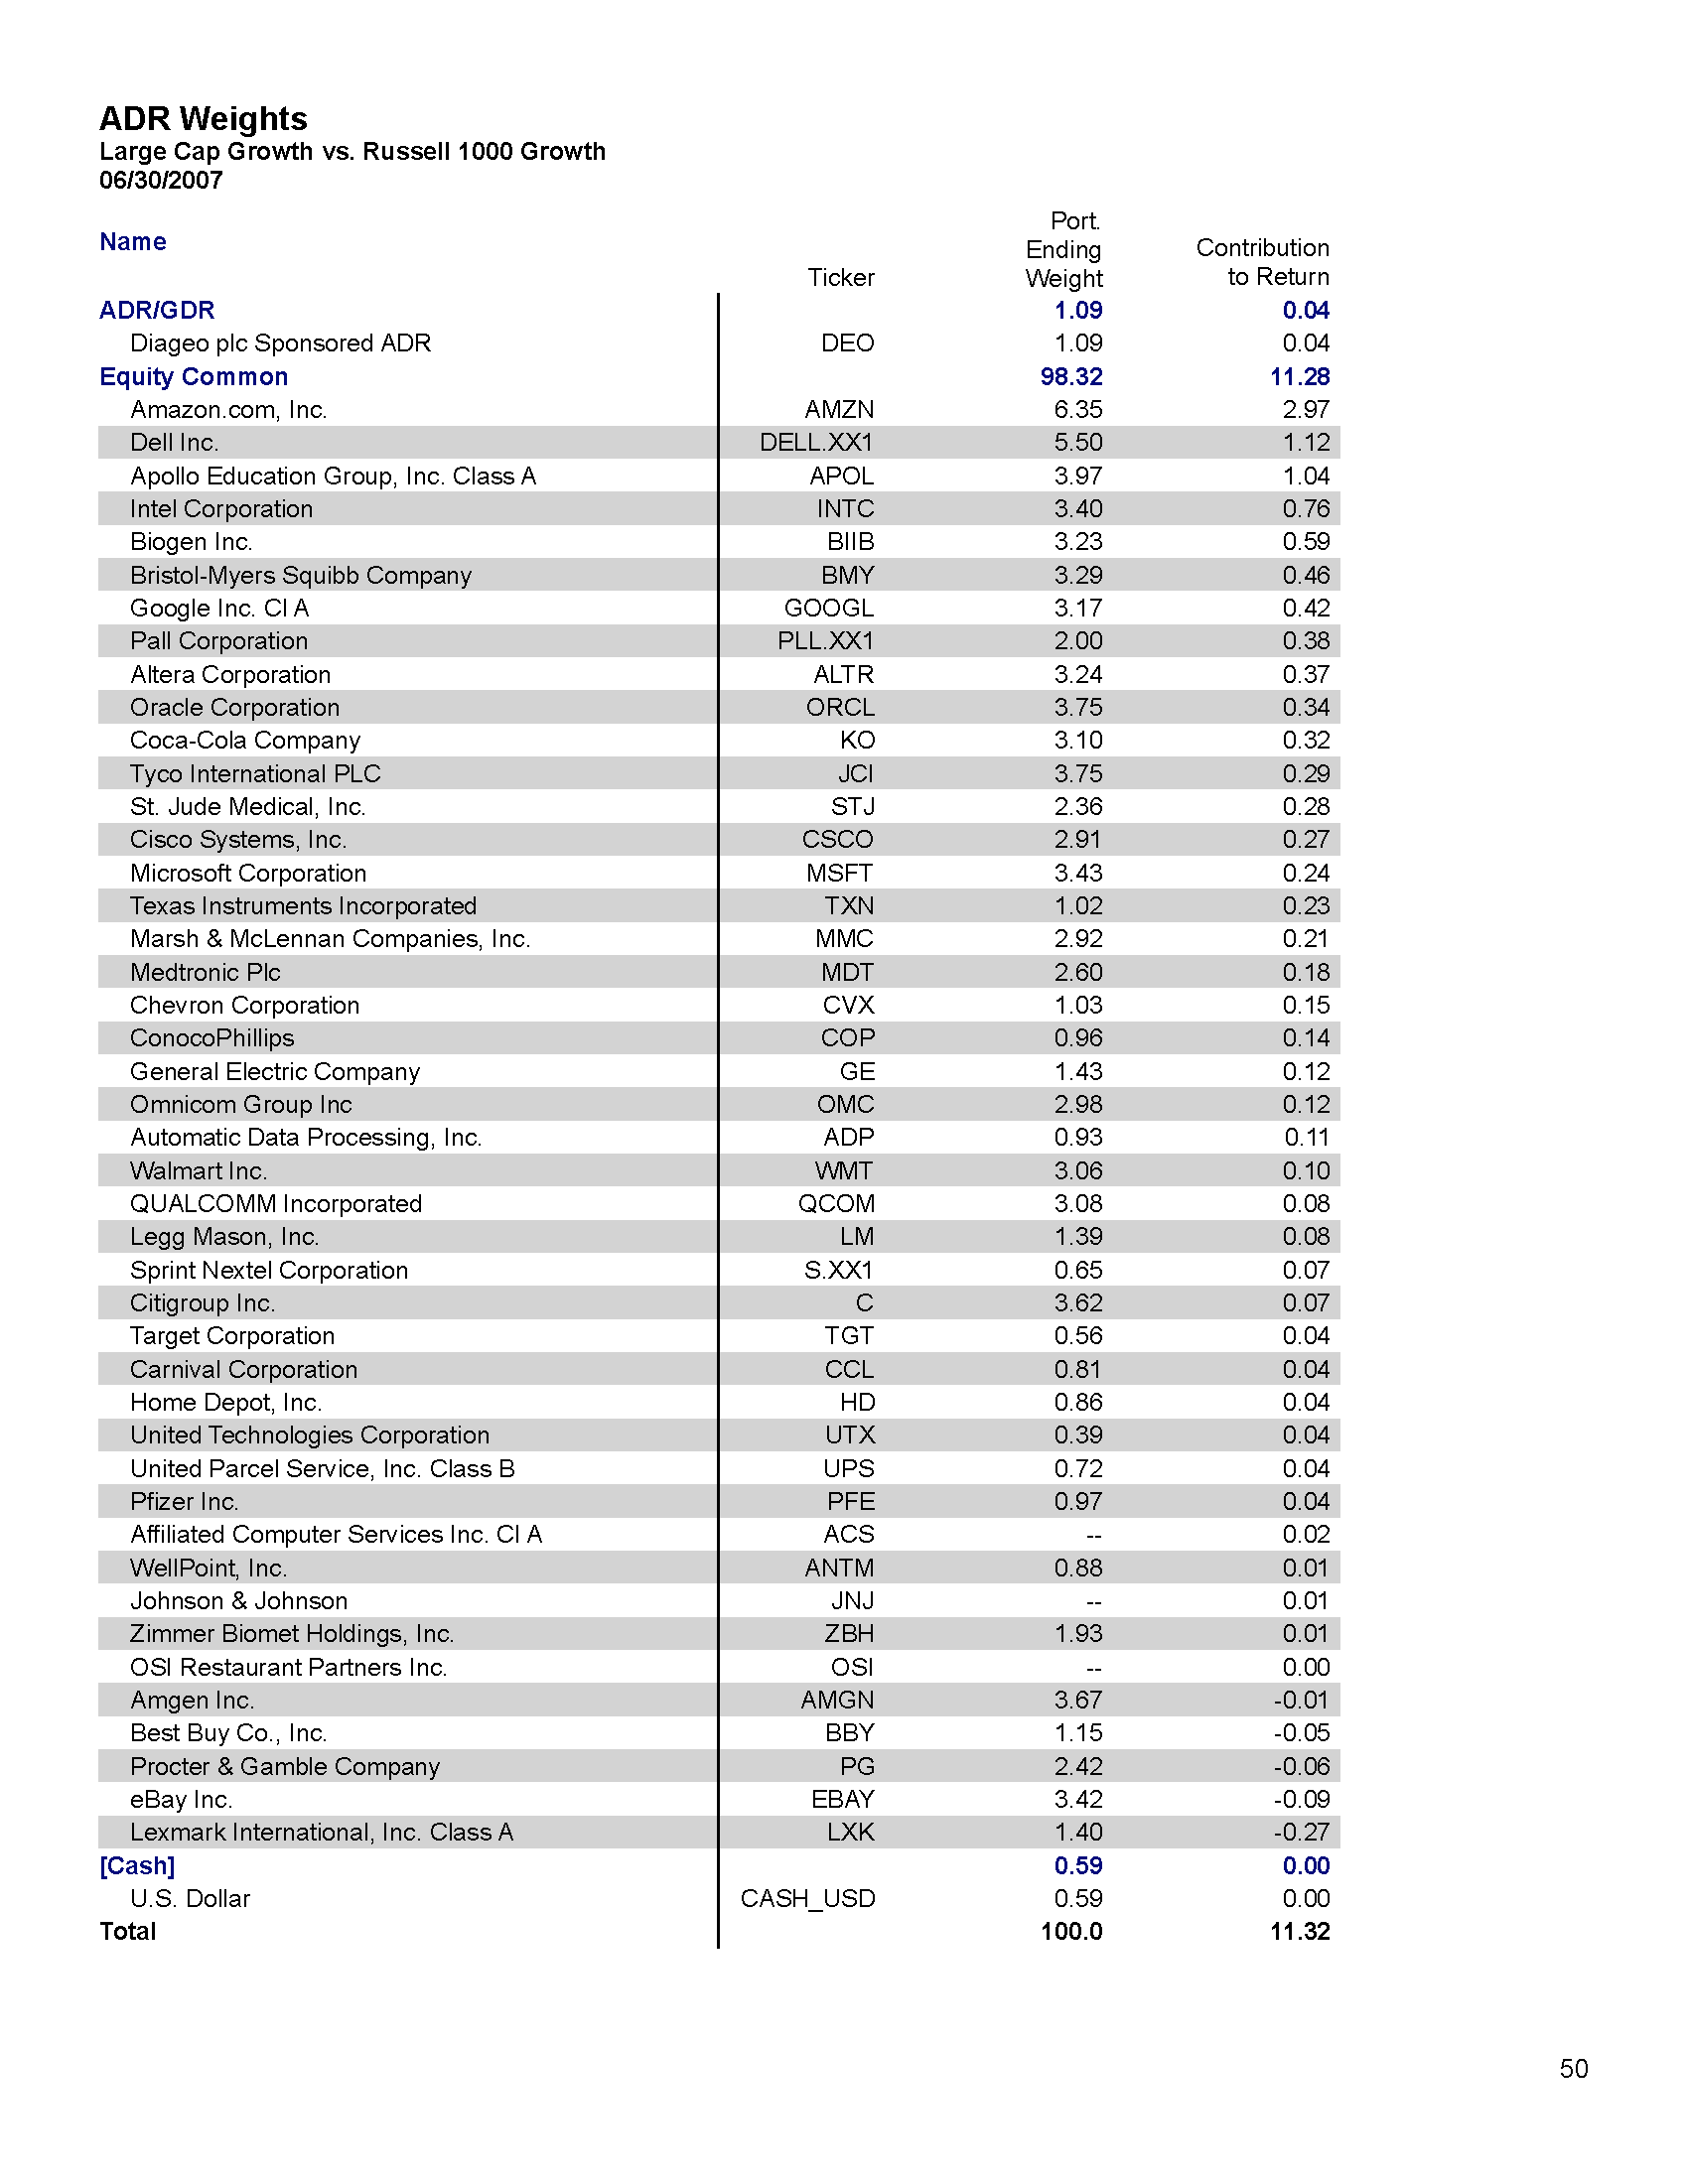 ADR Weights
Large Cap Growth vs. Russell 1000 Growth
06/30/2007
Name Ticker Port. Ending Weight Contribution to Return
ADR/GDR 1.09 0.04
Diageo plc Sponsored ADR DEO 1.09 0.04
Equity Common 98.32 11.28
Amazon.com, Inc. AMZN 6.35 2.97
Dell Inc. DELL.XX1 5.50 1.12
Apollo Education Group, Inc. Class A APOL 3.97 1.04
Intel Corporation INTC 3.40 0.76
Biogen Inc. BIIB 3.23 0.59
Bristol-Myers Squibb Company BMY 3.29 0.46
Google Inc. Cl A GOOGL 3.17 0.42
Pall Corporation PLL.XX1 2.00 0.38
Altera Corporation ALTR 3.24 0.37
Oracle Corporation ORCL 3.75 0.34
Coca-Cola Company KO 3.10 0.32
Tyco International PLC JCI 3.75 0.29
St. Jude Medical, Inc. STJ 2.36 0.28
Cisco Systems, Inc. CSCO 2.91 0.27
Microsoft Corporation MSFT 3.43 0.24
Texas Instruments Incorporated TXN 1.02 0.23
Marsh & McLennan Companies, Inc. MMC 2.92 0.21
Medtronic Plc MDT 2.60 0.18
Chevron Corporation CVX 1.03 0.15
ConocoPhillips COP 0.96 0.14
General Electric Company GE 1.43 0.12
Omnicom Group Inc OMC 2.98 0.12
Automatic Data Processing, Inc. ADP 0.93 0.11
Walmart Inc. WMT 3.06 0.10
QUALCOMM Incorporated QCOM 3.08 0.08
Legg Mason, Inc. LM 1.39 0.08
Sprint Nextel Corporation S.XX1 0.65 0.07
Citigroup Inc. C 3.62 0.07
Target Corporation TGT 0.56 0.04
Carnival Corporation CCL 0.81 0.04
Home Depot, Inc. HD 0.86 0.04
United Technologies Corporation UTX 0.39 0.04
United Parcel Service, Inc. Class B UPS 0.72 0.04
Pfizer Inc. PFE 0.97 0.04
Affiliated Computer Services Inc. Cl A ACS -- 0.02
WellPoint, Inc. ANTM 0.88 0.01
Johnson & Johnson JNJ -- 0.01
Zimmer Biomet Holdings, Inc. ZBH 1.93 0.01
OSI Restaurant Partners Inc. OSI -- 0.00
Amgen Inc. AMGN 3.67 -0.01
Best Buy Co., Inc. BBY 1.15 -0.05
Procter & Gamble Company PG 2.42 -0.06
eBay Inc. EBAY 3.42 -0.09
Lexmark International, Inc. Class A LXK 1.40 -0.27
[Cash] 0.59 0.00
U.S. Dollar CASH_USD 0.59 0.00
Total 100.0 11.32
50